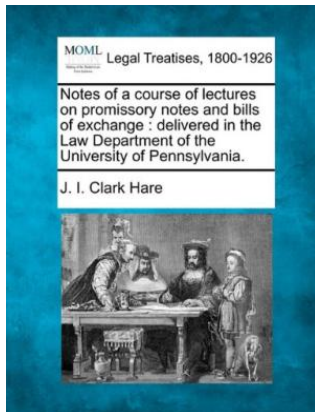 MOML Legal Treatises, 1800-1926
Notes of a course of lectures
on promissory notes and bills
of exchange : delivered in the
Law Department of the
University of Pennsylvania.
J. I. Clark Hare